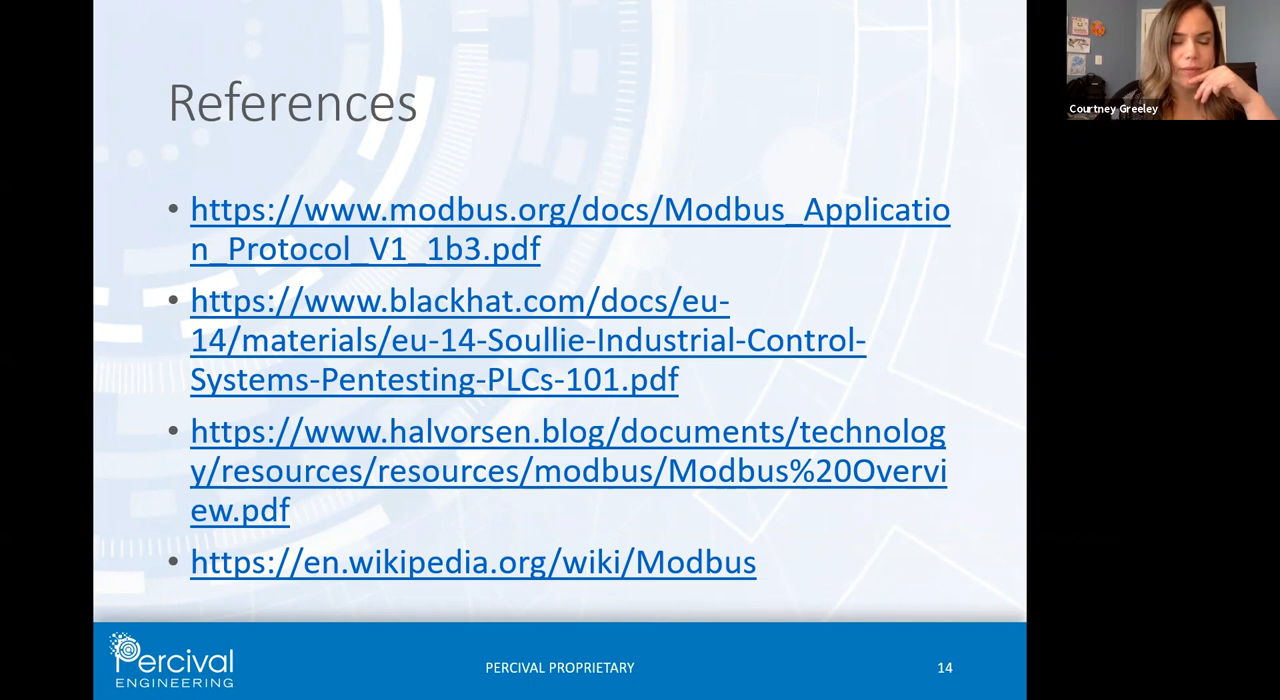 References
Courtney Greeley
• https://www.modbus.org/docs/Modbus_Applicatio
n_Protocol_V1_1b3.pdf
• https://www.blackhat.com/docs/eu-
14/materials/eu-14-Soullie-Industrial-Control-
Systems-Pentesting-PLCs-101.pdf
• https://www.halvorsen.blog/documents/technolog
y/resources/resources/modbus/Modbus%20Overvi
ew.pdf
• https://en.wikipedia.org/wiki/Modbus
Percival
ENGINEERING
PERCIVAL PROPRIETARY
14